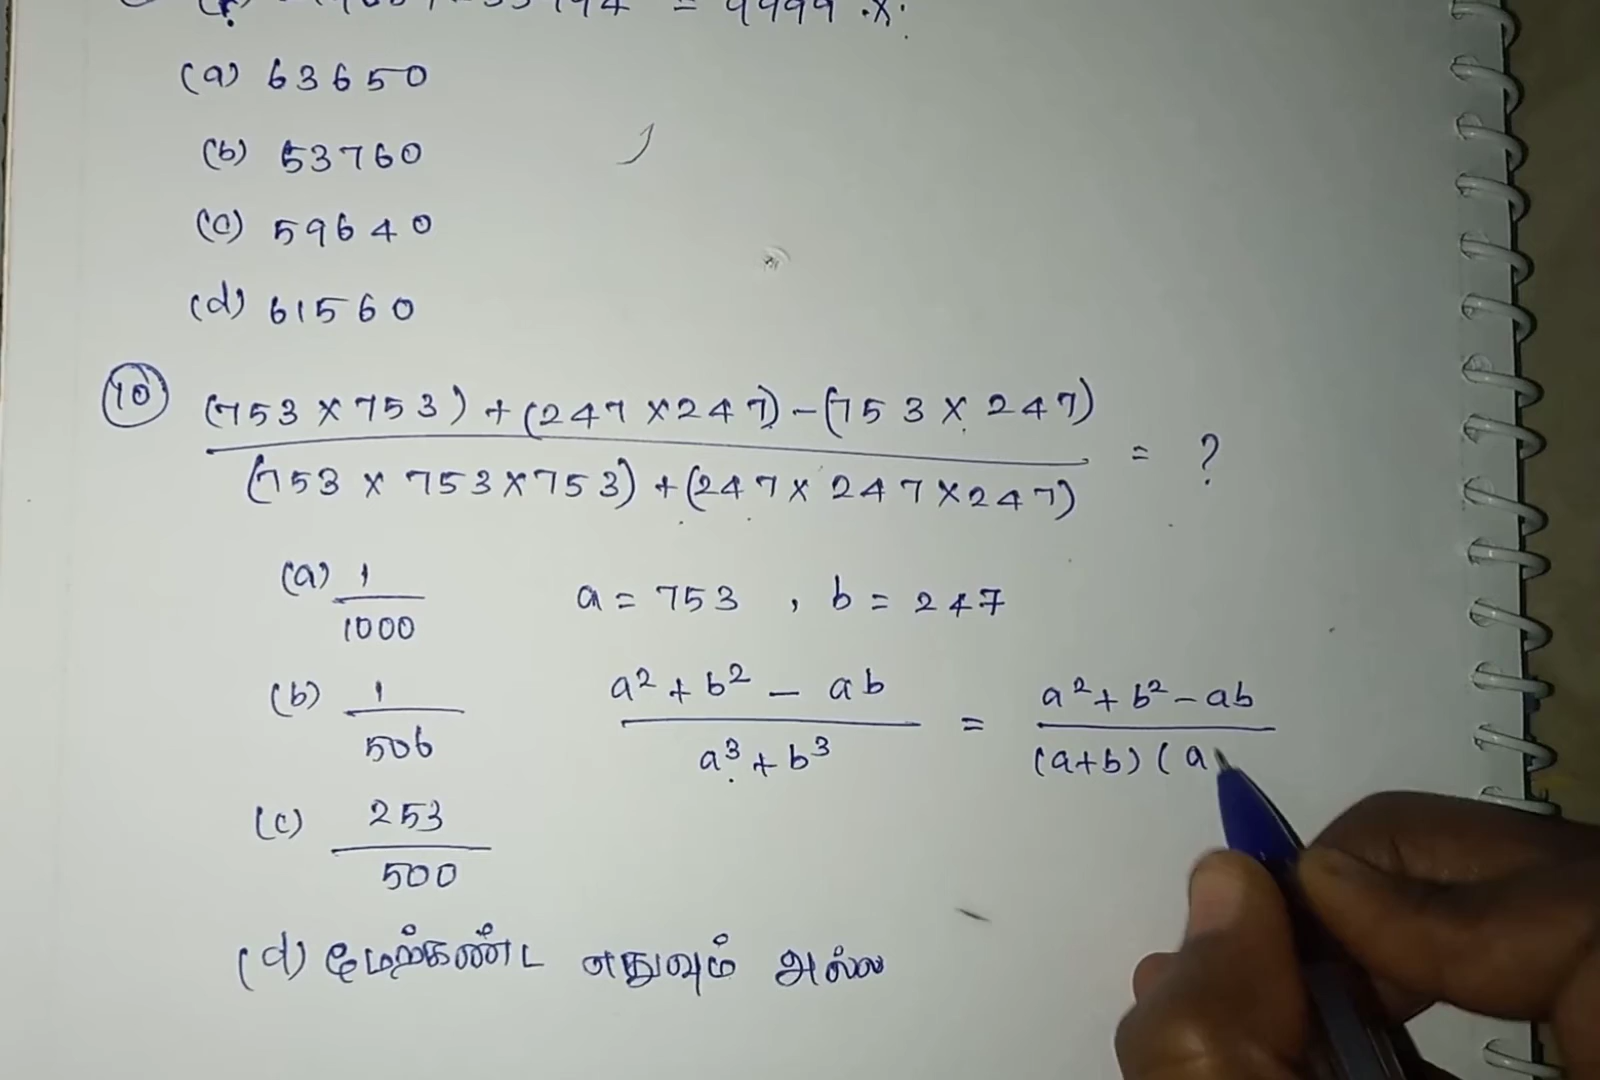 = 9999 × ?
(a) 63650
(b) 53760
(c) 59640
(d) 61560
(10) (753 × 753) + (247 × 247) - (753 × 247)
(753 × 753 × 753) + (247 × 247 × 247) = ?
(a) 1/1000
a = 753 , b = 247
(b) 1/506
a² + b² - ab / a³ + b³ = a² + b² - ab / (a+b) (a
(c) 253/500
(d) மேற்கண்ட எதுவும் அல்ல